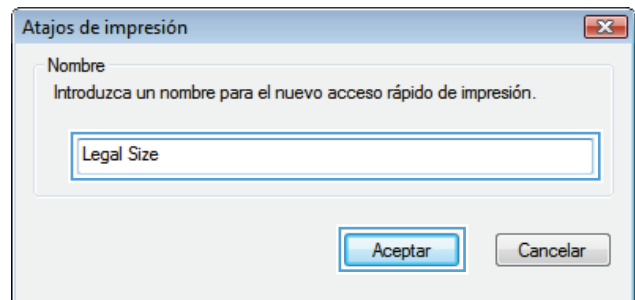 Atajos de impresión
Nombre
Introduzca un nombre para el nuevo acceso rápido de impresión.
Legal Size
Aceptar
Cancelar